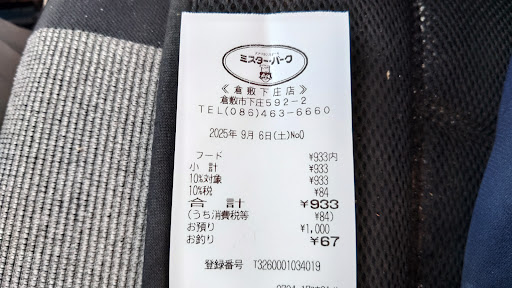 ミスター・バーグ
《 倉敷下庄店 》
倉敷市下庄592-2
TEL(086)463-6660
2025年 9月 6日(土)No0
フード ¥933内
小 計 ¥933
10%対象 ¥933
10%税 ¥84
合 計 ¥933
(うち消費税等 ¥84)
お預り ¥1,000
お釣り ¥67
登録番号 T3260001034019